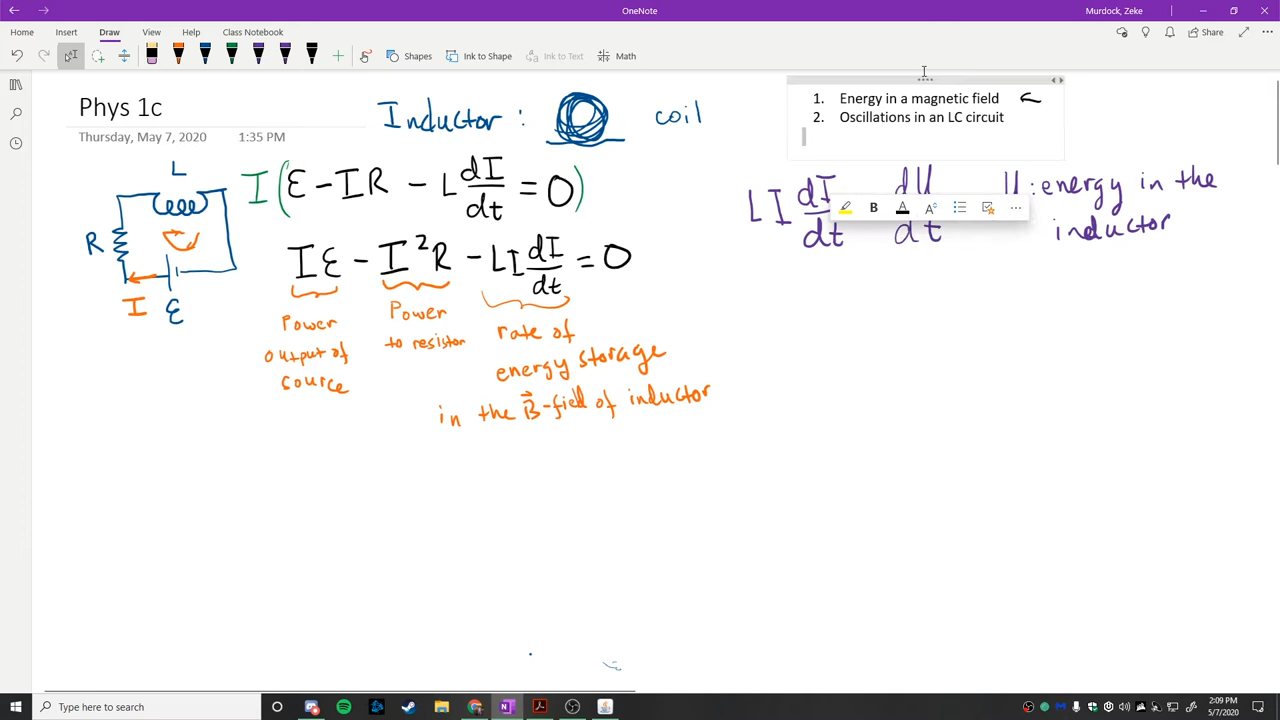 OneNote
Murdock, Zeke
Home Insert Draw View Help Class Notebook
Share
Shapes
Ink to Shape
Ink to Text
Math
Phys 1c
Thursday, May 7, 2020 1:35 PM
Inductor : coil
1. Energy in a magnetic field
2. Oscillations in an LC circuit
L
R
I
ε
I(ε - IR - L dI/dt = 0)
Iε - I²R - LI dI/dt = 0
Power
output of
source
Power
to resistor
rate of
energy storage
in the B⃗-field of inductor
LI dI/dt dU/dt U : energy in the
inductor
B A
Type here to search
2:09 PM
5/7/2020